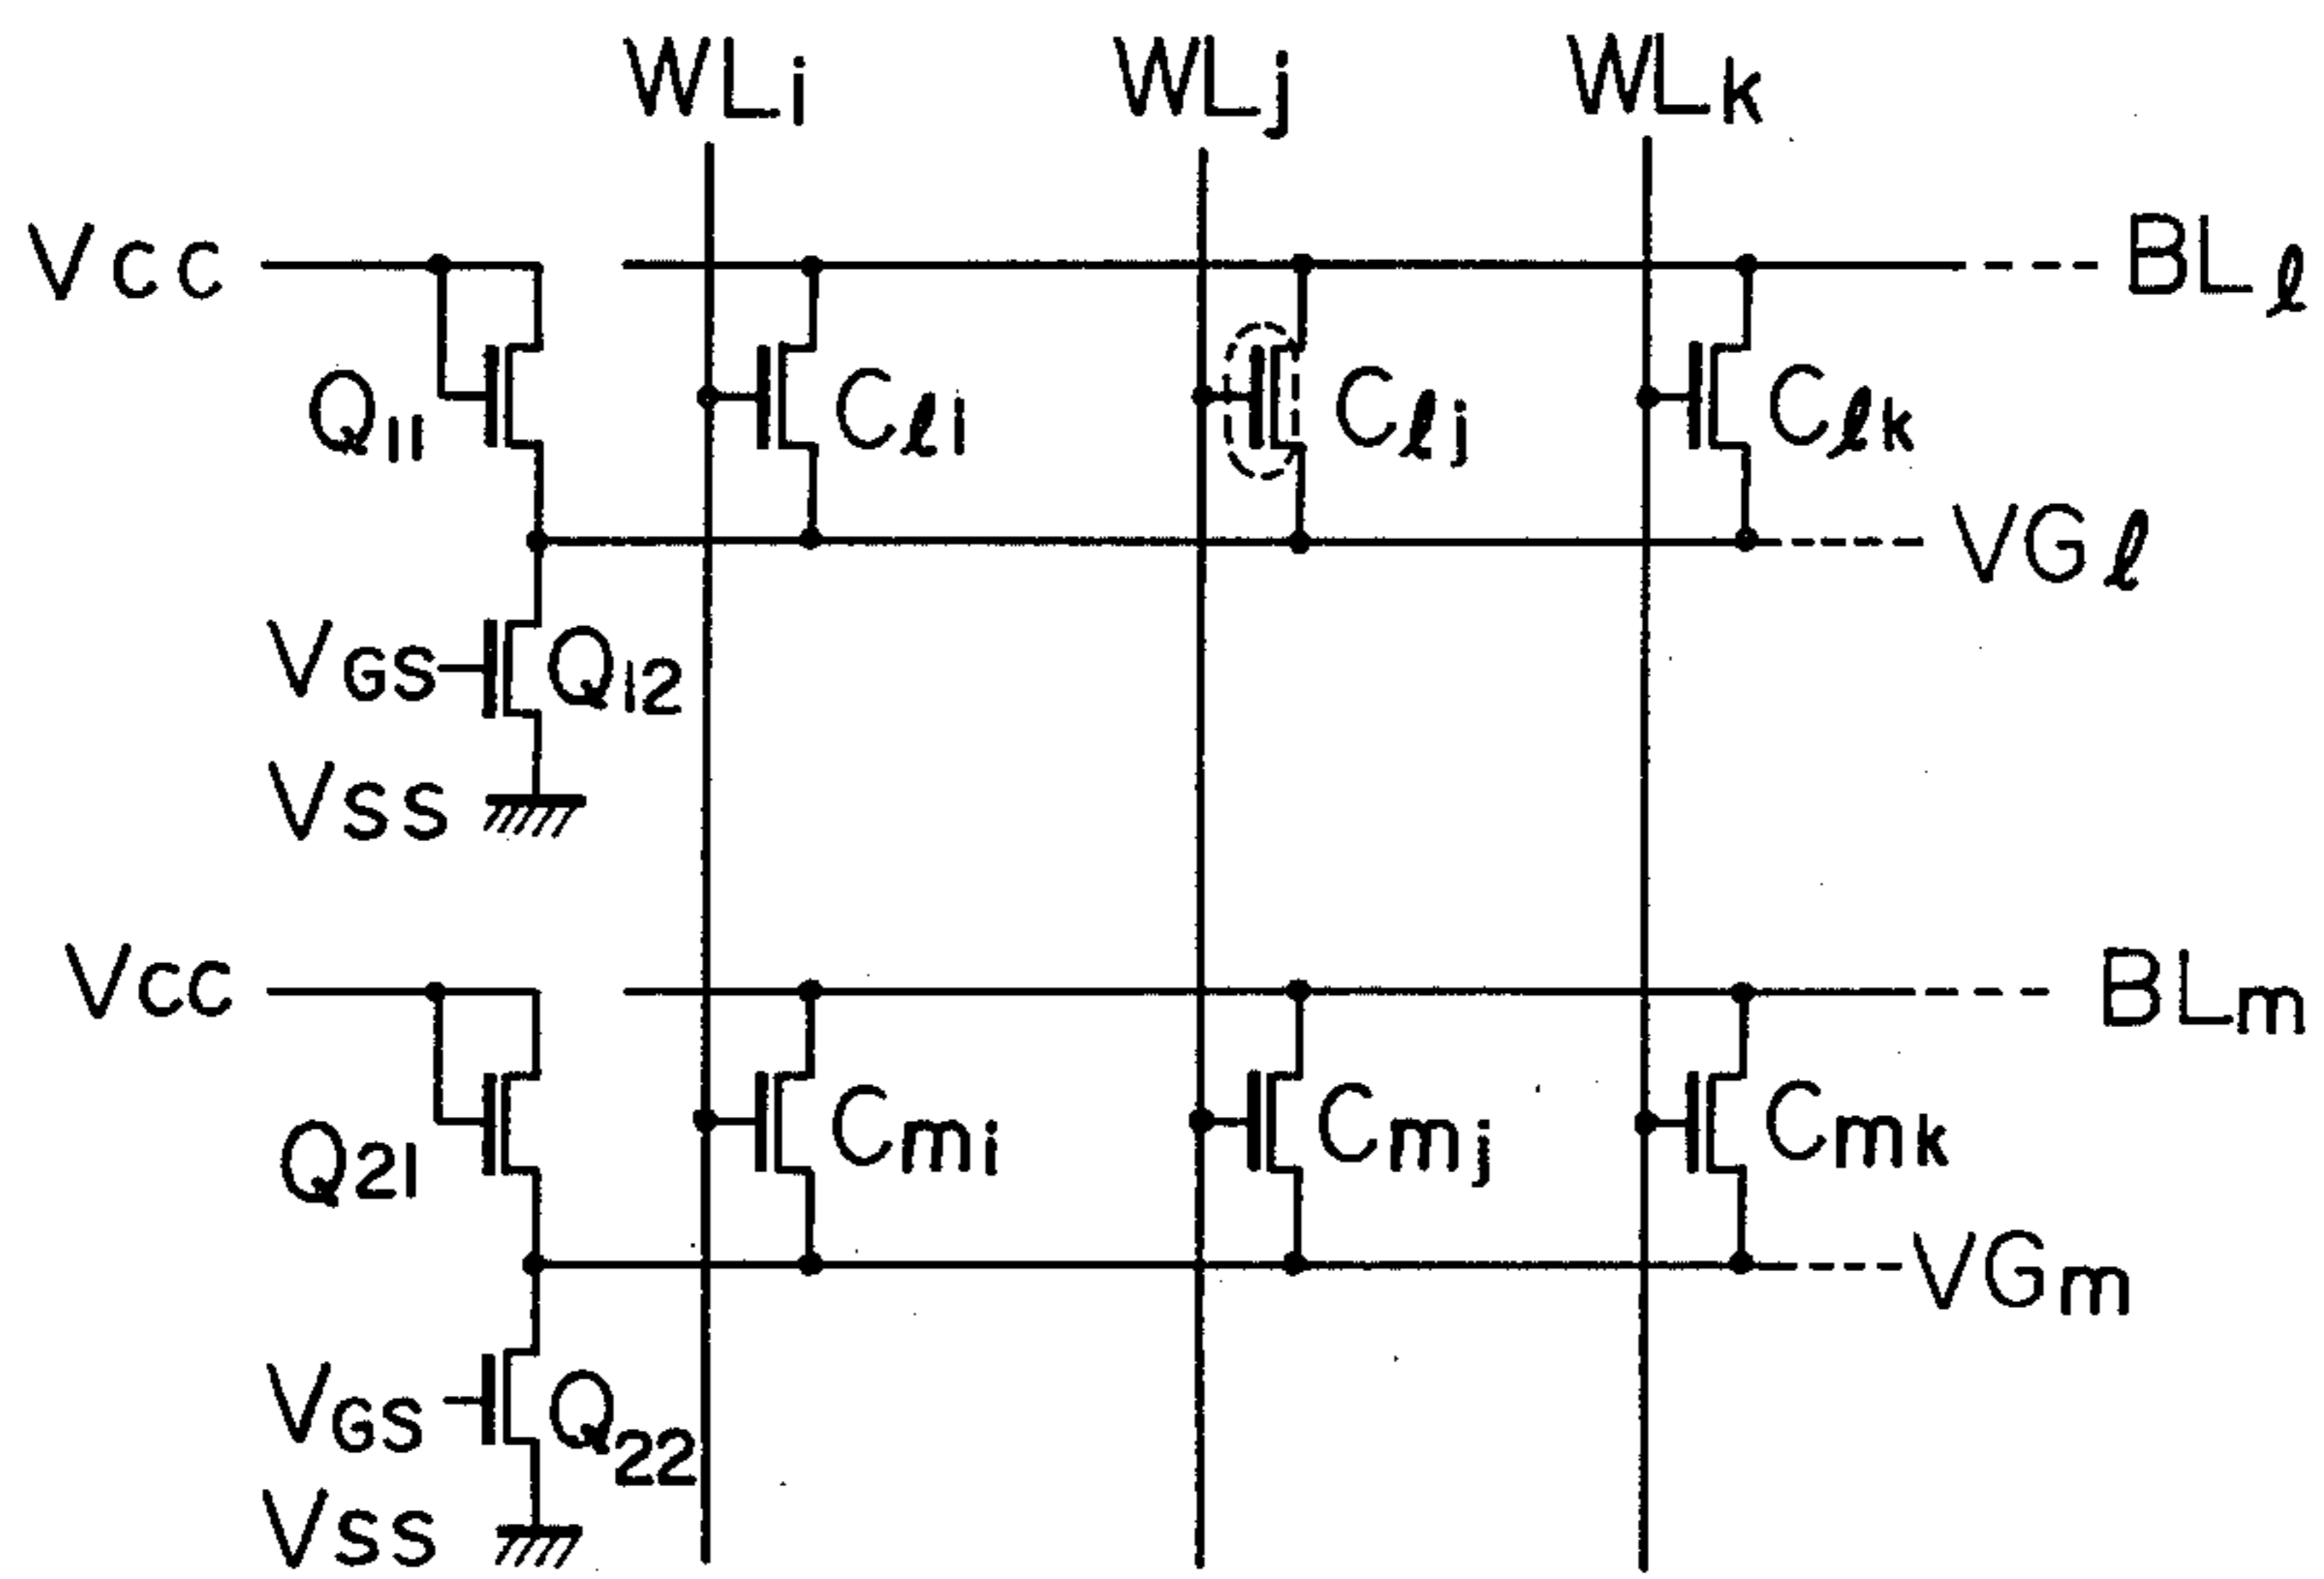 WLi WLj WLk
Vcc BLℓ
Q11 Cℓi Cℓj Cℓk
VGℓ
VGS Q12
Vss
Vcc BLm
Q21 Cmi Cmj Cmk
VGm
VGS Q22
Vss